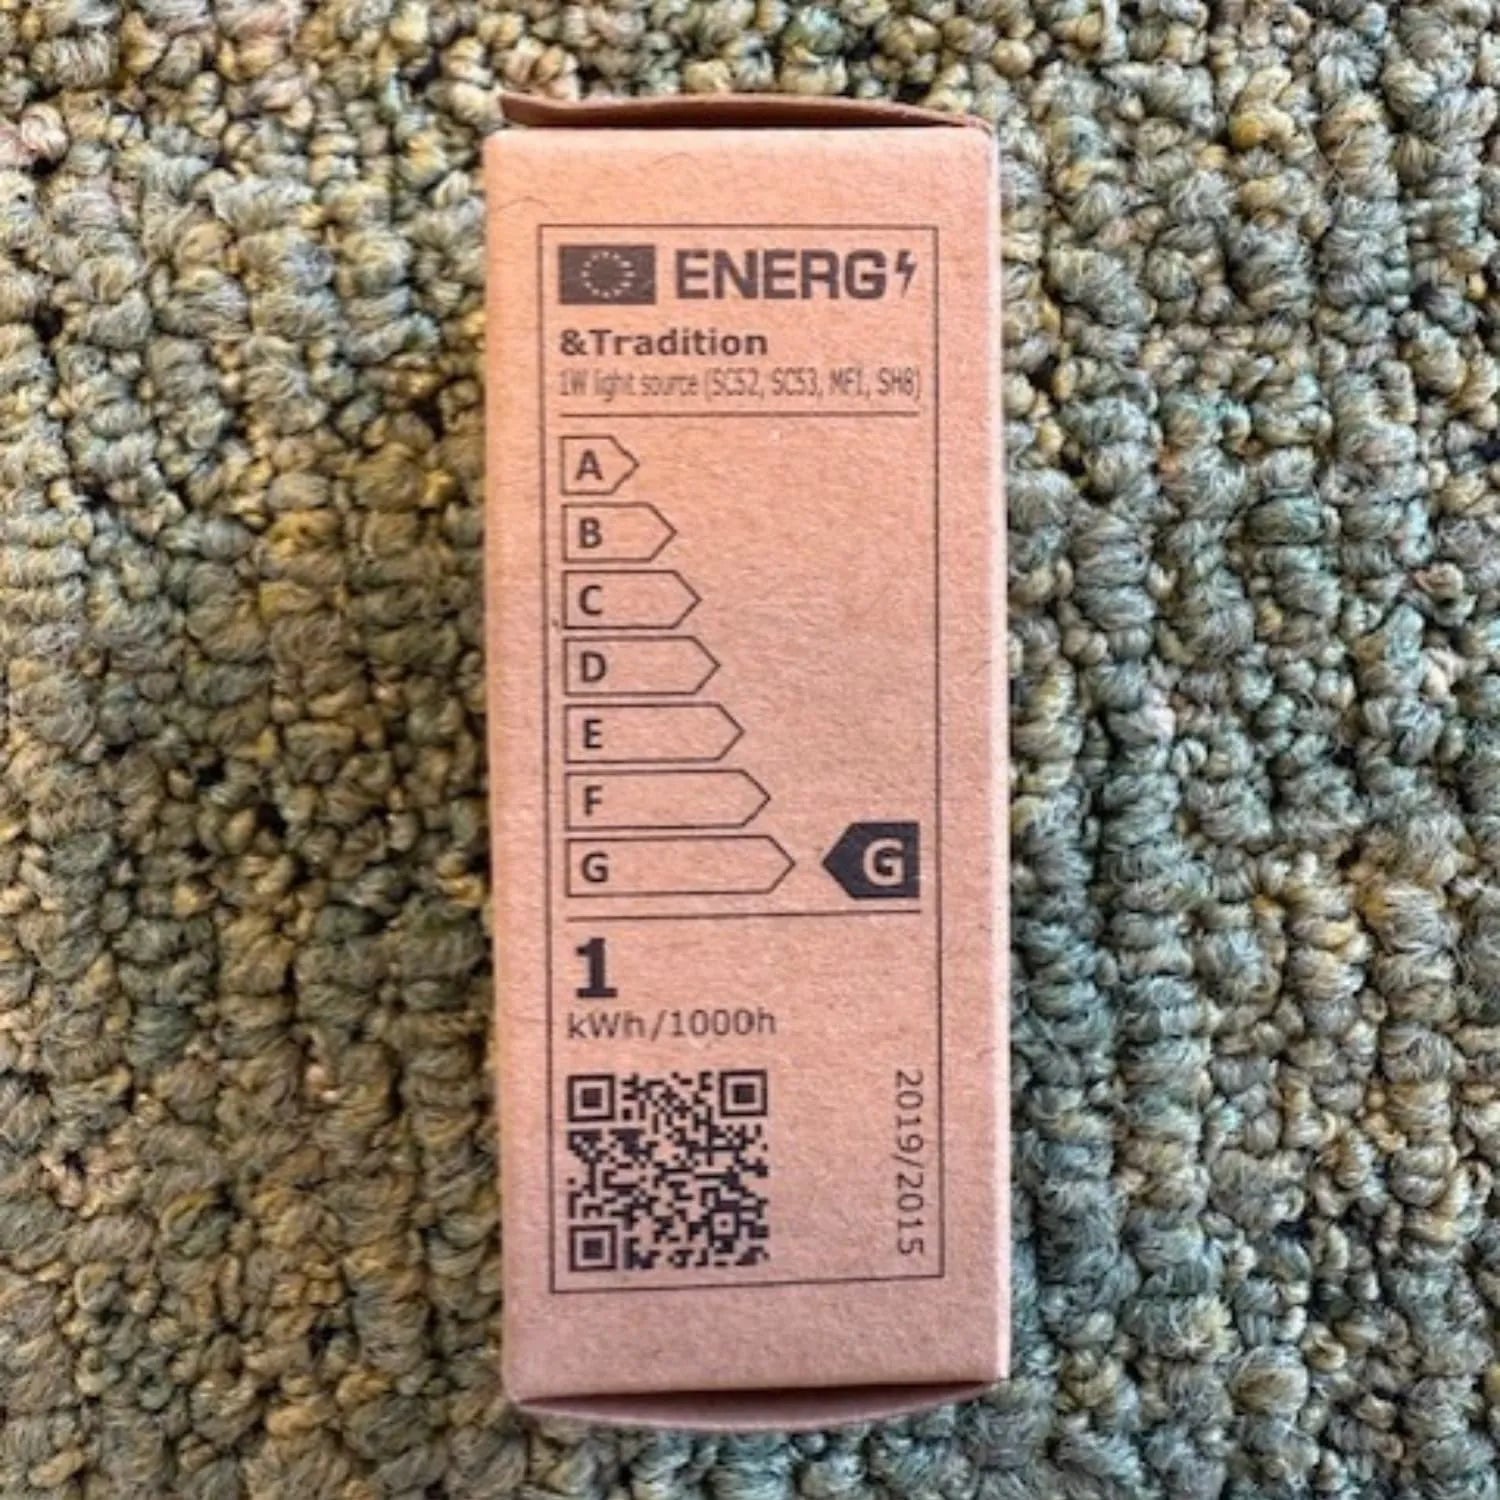 ENERG
&Tradition
1W light source (SC52, SC53, MF1, SH8)
A
B
C
D
E
F
G
G
1
kWh/1000h
2019/2015